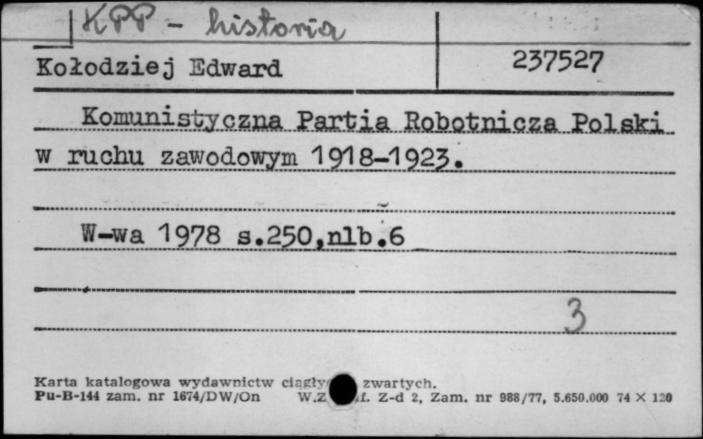 KPP - historia
Kołodziej Edward 237527
Komunistyczna Partia Robotnicza Polski
w ruchu zawodowym 1918-1923.
W-wa 1978 s.250,nlb.6
3
Karta katalogowa wydawnictw zwartych.
Pu-B-144 zam. nr 1674/DW/On Z-d 2, Zam. nr 988/77, 5.650.000 74 X 120